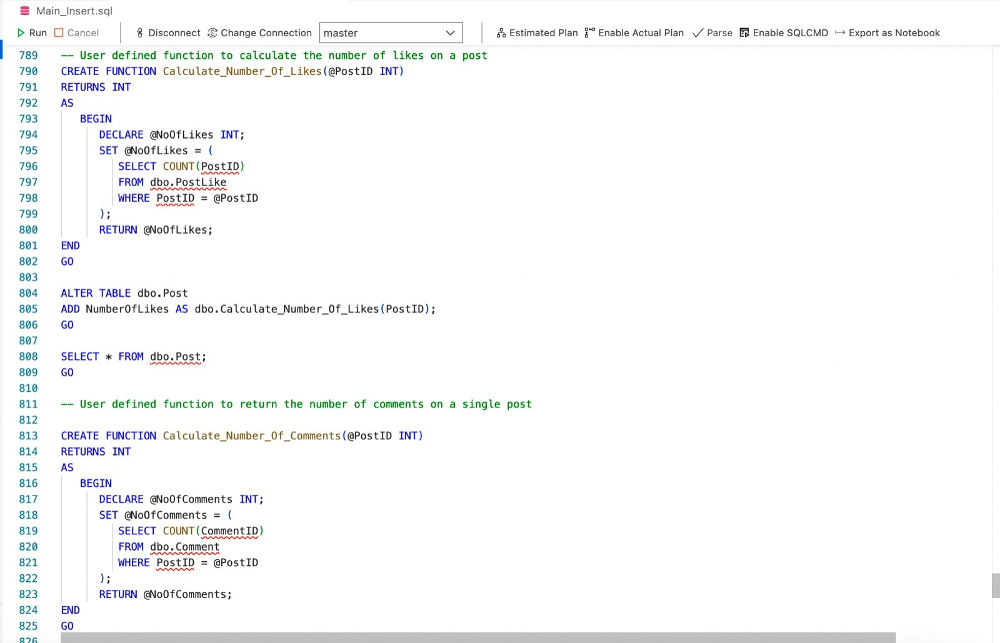 Main_Insert.sql
Run Cancel Disconnect Change Connection master Estimated Plan Enable Actual Plan Parse Enable SQLCMD Export as Notebook
789 -- User defined function to calculate the number of likes on a post
790 CREATE FUNCTION Calculate_Number_Of_Likes(@PostID INT)
791 RETURNS INT
792 AS
793 BEGIN
794 DECLARE @NoOfLikes INT;
795 SET @NoOfLikes = (
796 SELECT COUNT(PostID)
797 FROM dbo.PostLike
798 WHERE PostID = @PostID
799 );
800 RETURN @NoOfLikes;
801 END
802 GO
803
804 ALTER TABLE dbo.Post
805 ADD NumberOfLikes AS dbo.Calculate_Number_Of_Likes(PostID);
806 GO
807
808 SELECT * FROM dbo.Post;
809 GO
810
811 -- User defined function to return the number of comments on a single post
812
813 CREATE FUNCTION Calculate_Number_Of_Comments(@PostID INT)
814 RETURNS INT
815 AS
816 BEGIN
817 DECLARE @NoOfComments INT;
818 SET @NoOfComments = (
819 SELECT COUNT(CommentID)
820 FROM dbo.Comment
821 WHERE PostID = @PostID
822 );
823 RETURN @NoOfComments;
824 END
825 GO
826